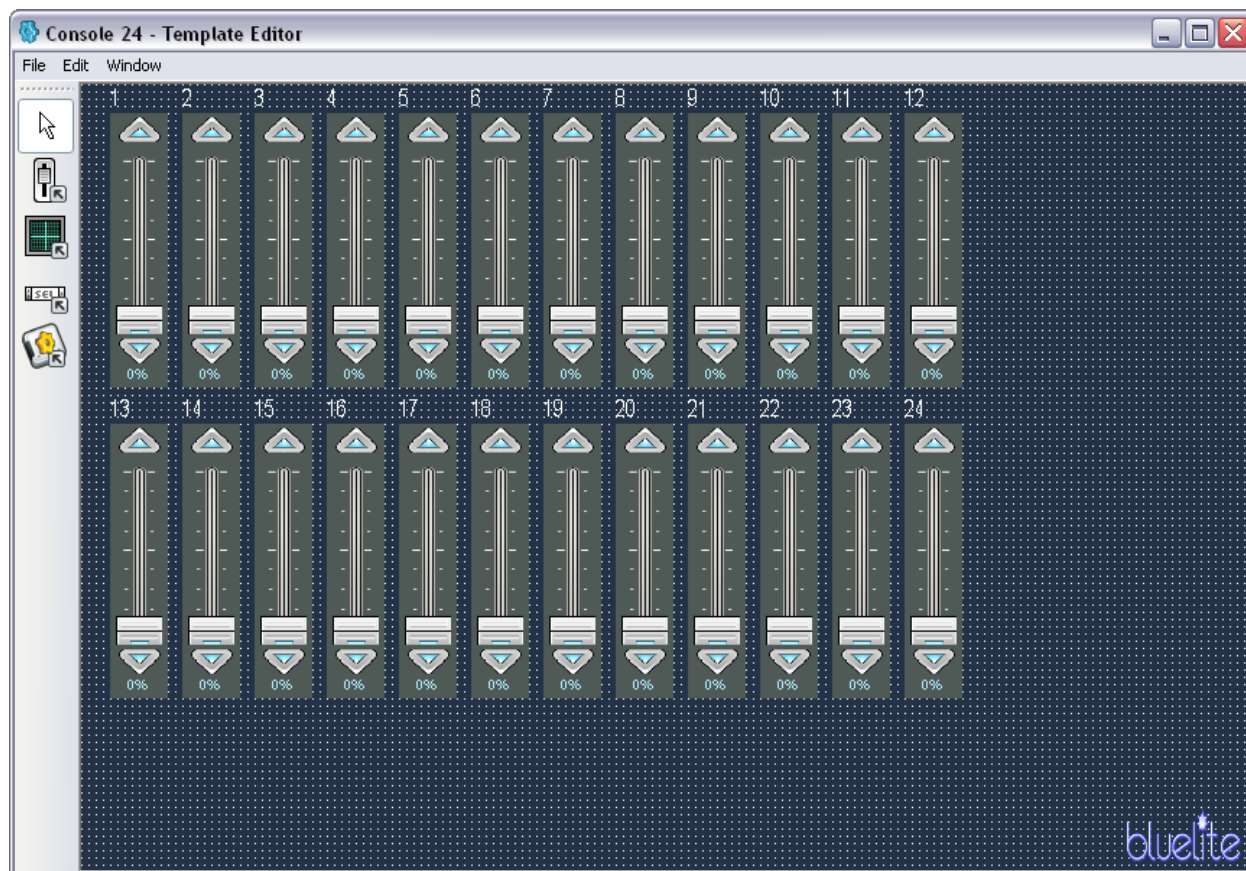 Console 24 - Template Editor
File Edit Window
1 2 3 4 5 6 7 8 9 10 11 12
0% 0% 0% 0% 0% 0% 0% 0% 0% 0% 0% 0%
SEL
13 14 15 16 17 18 19 20 21 22 23 24
0% 0% 0% 0% 0% 0% 0% 0% 0% 0% 0% 0%
bluelite